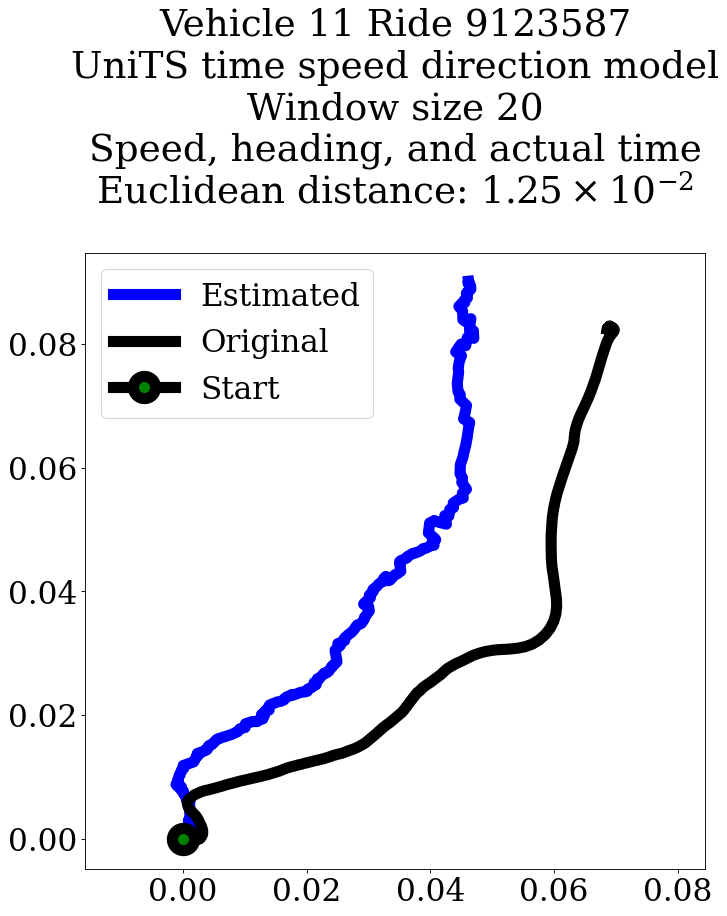 Vehicle 11 Ride 9123587
UniTS time speed direction model
Window size 20
Speed, heading, and actual time
Euclidean distance: 1.25 × 10⁻²
Estimated
Original
Start
0.08
0.06
0.04
0.02
0.00
0.00 0.02 0.04 0.06 0.08